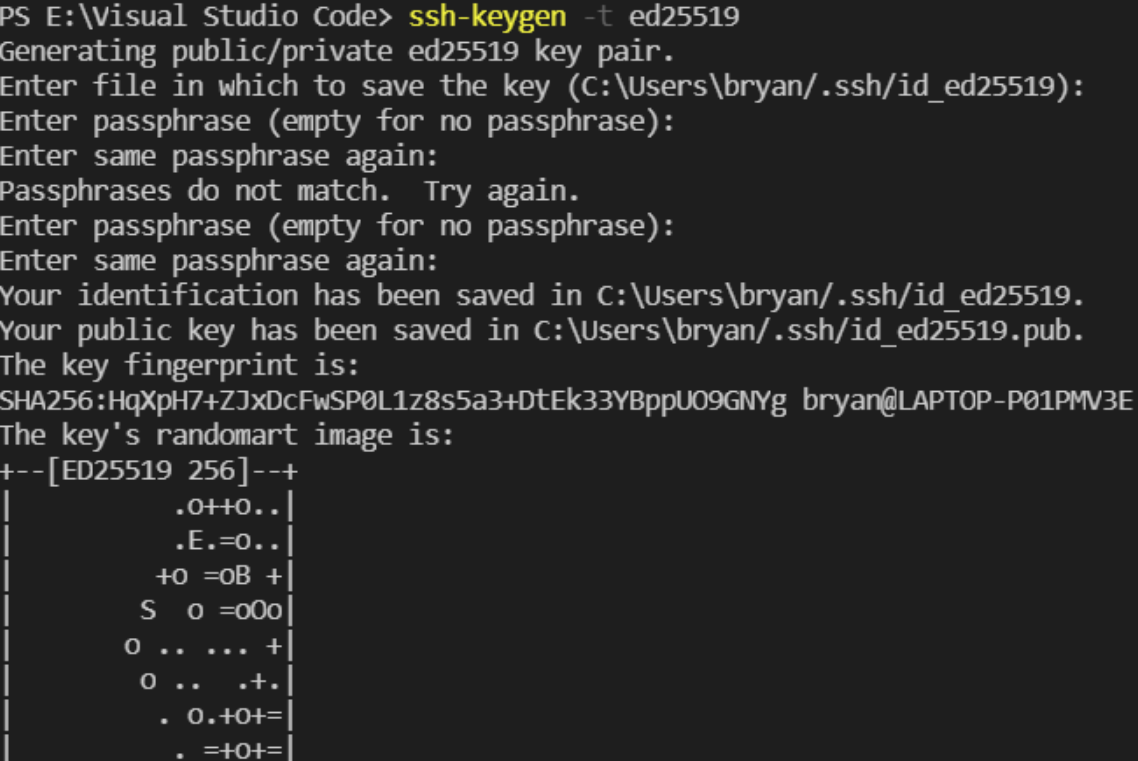 PS E:\Visual Studio Code> ssh-keygen -t ed25519
Generating public/private ed25519 key pair.
Enter file in which to save the key (C:\Users\bryan/.ssh/id_ed25519):
Enter passphrase (empty for no passphrase):
Enter same passphrase again:
Passphrases do not match.  Try again.
Enter passphrase (empty for no passphrase):
Enter same passphrase again:
Your identification has been saved in C:\Users\bryan/.ssh/id_ed25519.
Your public key has been saved in C:\Users\bryan/.ssh/id_ed25519.pub.
The key fingerprint is:
SHA256:HqXpH7+ZJxDcFwSP0L1z8s5a3+DtEk33YBppUO9GNYg bryan@LAPTOP-P01PMV3E
The key's randomart image is:
+--[ED25519 256]--+
|          .o++o..|
|          .E.=o..|
|         +o =oB +|
|        S  o =oOo|
|       o .. ... +|
|        o ..  .+.|
|         . o.+o+=|
|          . =+o+=|